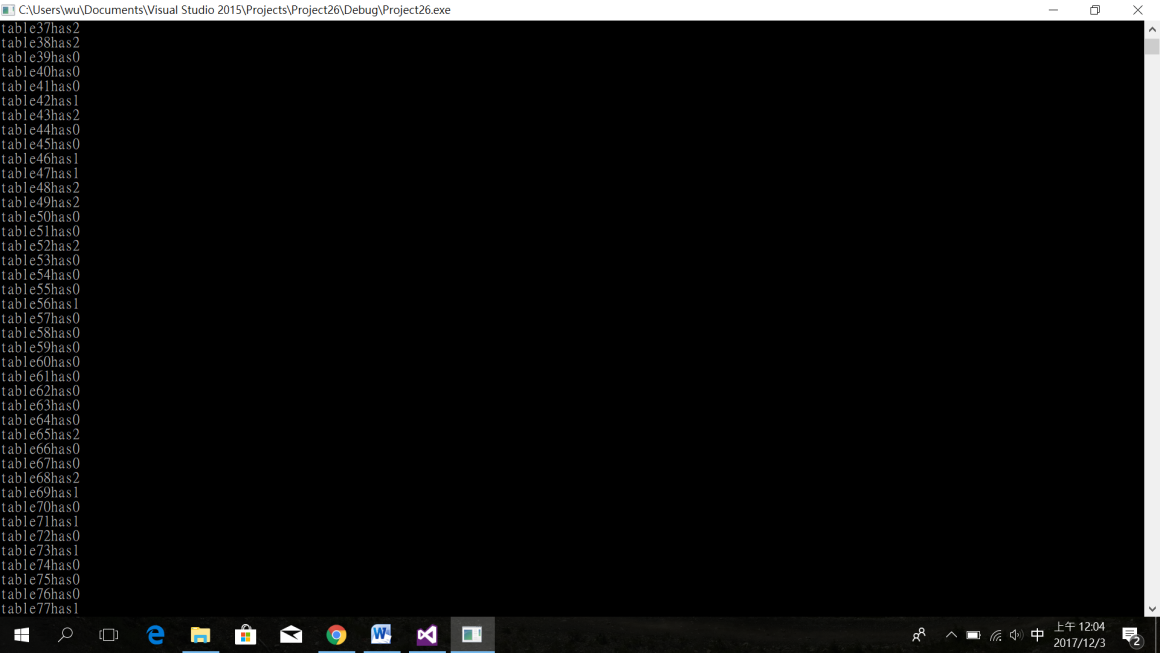 C:\Users\wu\Documents\Visual Studio 2015\Projects\Project26\Debug\Project26.exe
table37has2
table38has2
table39has0
table40has0
table41has0
table42has1
table43has2
table44has0
table45has0
table46has1
table47has1
table48has2
table49has2
table50has0
table51has0
table52has2
table53has0
table54has0
table55has0
table56has1
table57has0
table58has0
table59has0
table60has0
table61has0
table62has0
table63has0
table64has0
table65has2
table66has0
table67has0
table68has2
table69has1
table70has0
table71has1
table72has0
table73has1
table74has0
table75has0
table76has0
table77has1
中
上午 12:04
2017/12/3
2